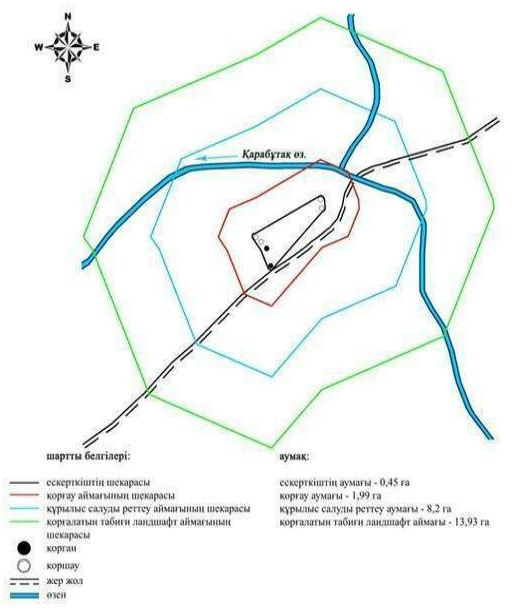 N
W E
S
Қарабұтақ өз.
шартты белгілері:
ескерткіштің шекарасы
қорғау аймағының шекарасы
құрылыс салуды реттеу аймағының шекарасы
қорғалатын табиғи ландшафт аймағының
шекарасы
қорған
қоршау
жер жол
өзен
аумақ:
ескерткіштің аумағы - 0,45 га
қорғау аумағы - 1,99 га
құрылыс салуды реттеу аумағы - 8,2 га
қорғалатын табиғи ландшафт аймағы - 13,93 га